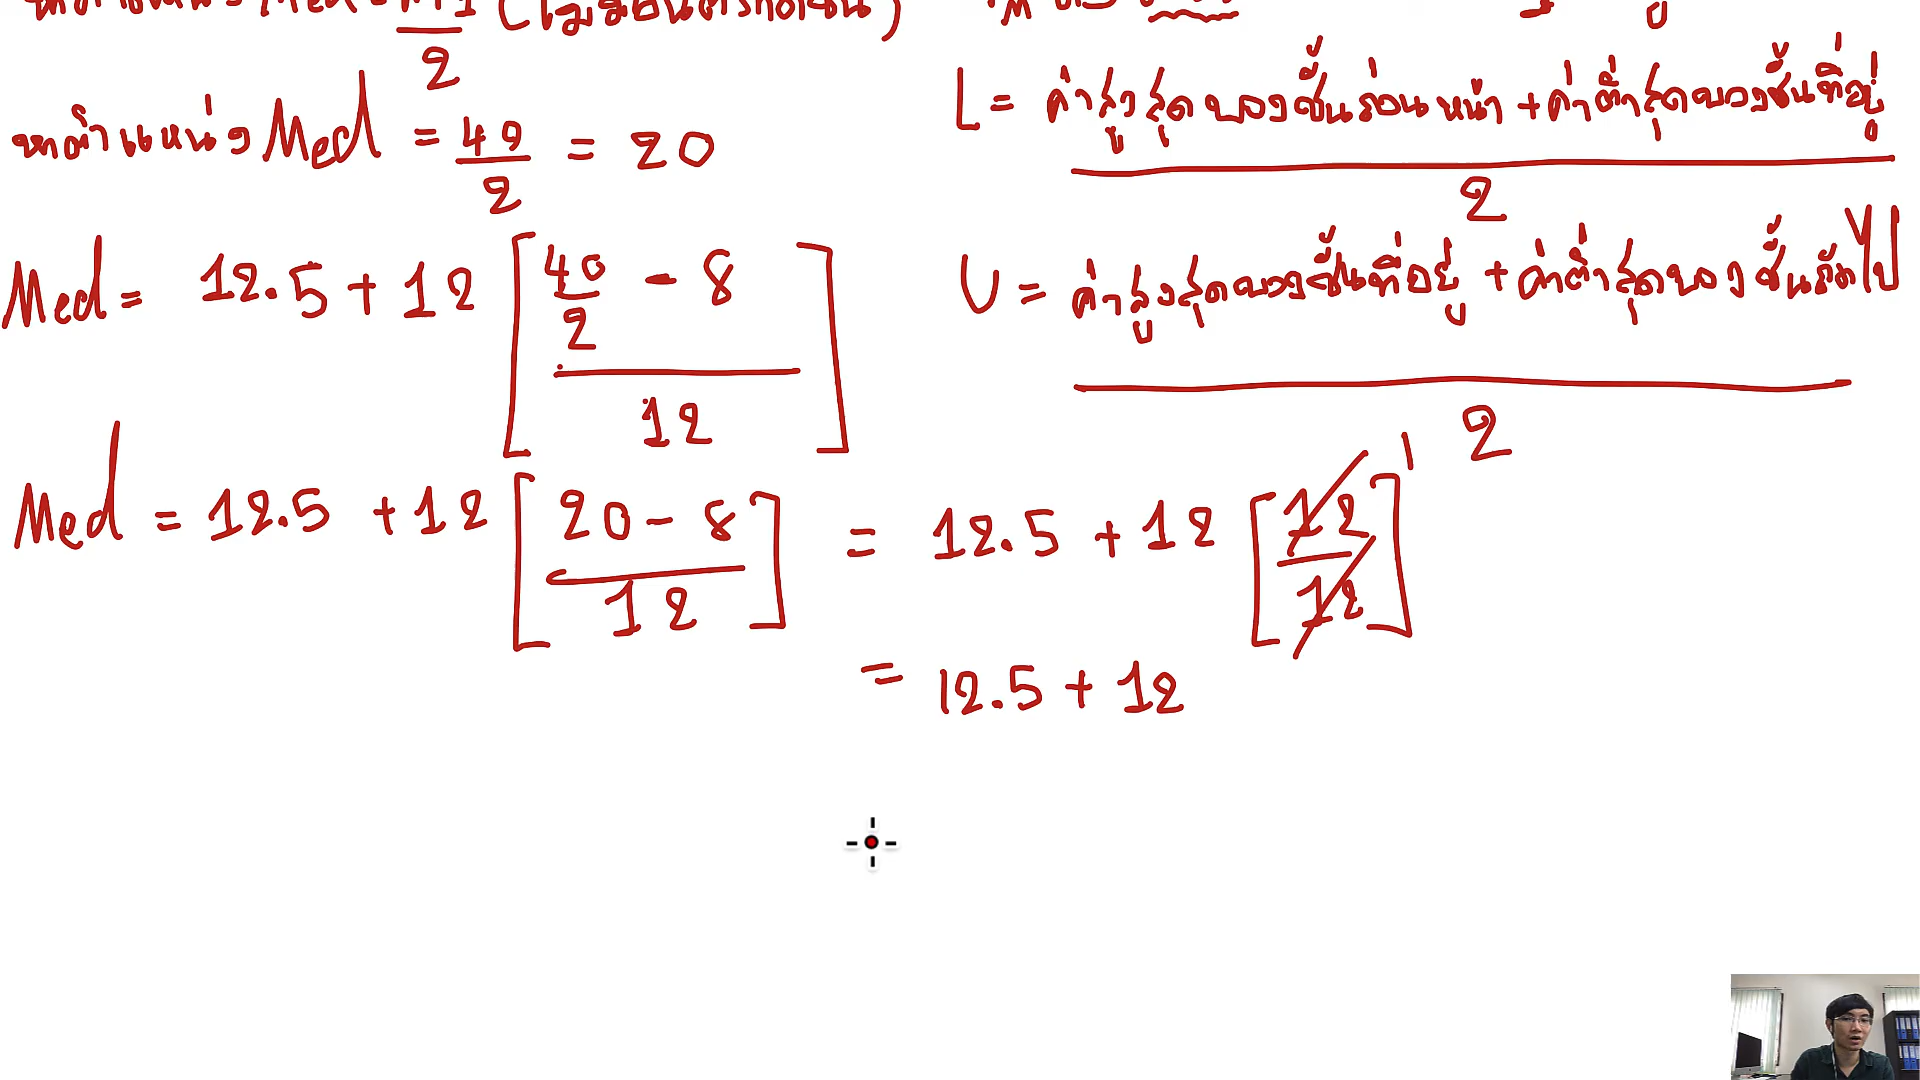 2
หาตำแหน่ง Med = 40/2 = 20
Med = 12.5 + 12 [(40/2 - 8)/12]
Med = 12.5 + 12 [(20 - 8)/12] = 12.5 + 12 [12/12] 1
= 12.5 + 12
L = (ค่าสูงสุดของชั้นก่อนหน้า + ค่าต่ำสุดของชั้นที่อยู่)/2
U = (ค่าสูงสุดของชั้นที่อยู่ + ค่าต่ำสุดของชั้นถัดไป)/2